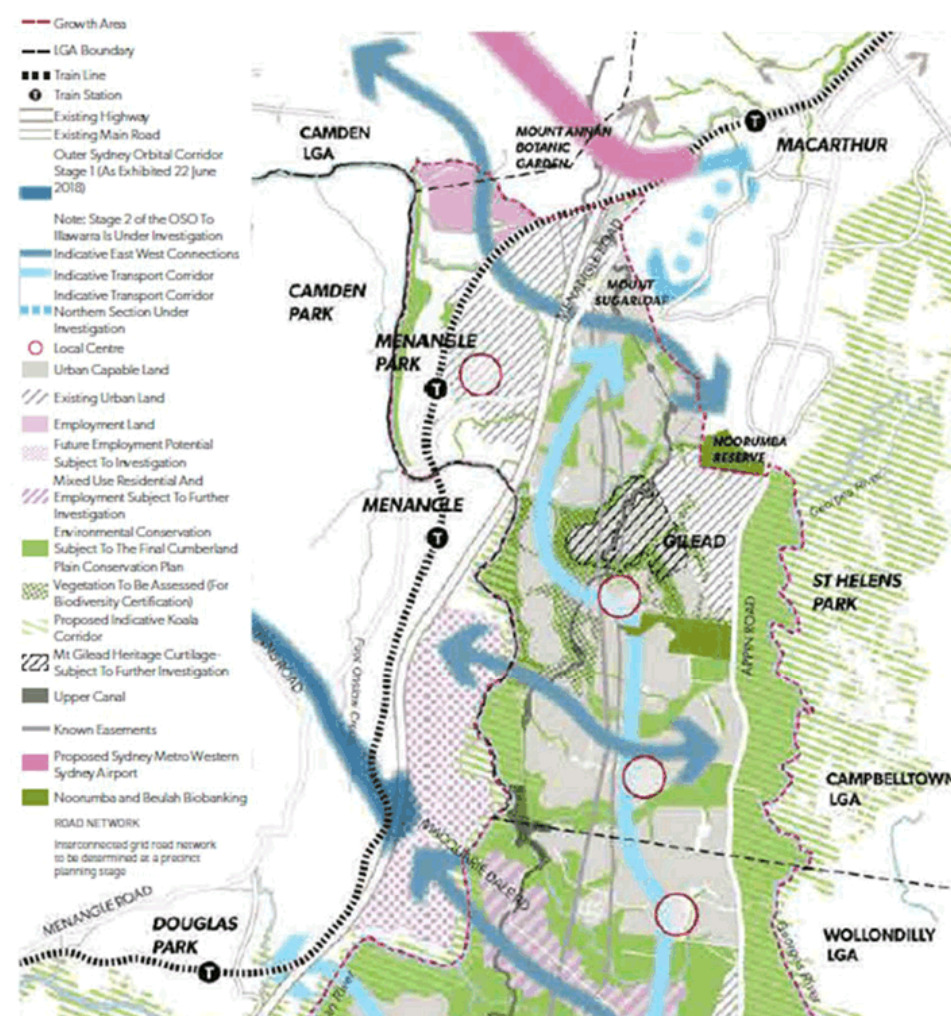 Growth Area
LGA Boundary
Train Line
T
Train Station
Existing Highway
Existing Main Road
Outer Sydney Orbital Corridor
Stage 1 (As Exhibited 22 June
2018)
Note: Stage 2 of the OSO To
Illawarra Is Under Investigation
Indicative East West Connections
Indicative Transport Corridor
Indicative Transport Corridor
Northern Section Under
Investigation
Local Centre
Urban Capable Land
Existing Urban Land
Employment Land
Future Employment Potential
Subject To Investigation
Mixed Use Residential And
Employment Subject To Further
Investigation
Environmental Conservation
Subject To The Final Cumberland
Plain Conservation Plan
Vegetation To Be Assessed (For
Biodiversity Certification)
Proposed Indicative Koala
Corridor
Mt Gilead Heritage Curtilage-
Subject To Further Investigation
Upper Canal
Known Easements
Proposed Sydney Metro Western
Sydney Airport
Noorumba and Beulah Biobanking
ROAD NETWORK
Interconnected grid road network
to be determined at a precinct
planning stage
CAMDEN
LGA
MOUNT ANNAN
BOTANIC
GARDEN
T
MACARTHUR
MENANGLE ROAD
CAMDEN
PARK
MOUNT
SUGARLOAF
MENANGLE
PARK
T
NOORUMBA
RESERVE
Georges River
MENANGLE
T
GILEAD
ST HELENS
PARK
APPIN ROAD
ROAD
CAMPBELLTOWN
LGA
MENANGLE ROAD
DOUGLAS
PARK
T
WOLLONDILLY
LGA
Georges River
River